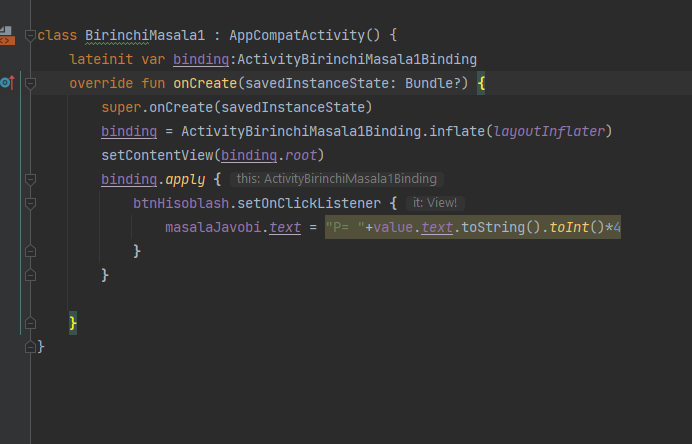 class BirinchiMasala1 : AppCompatActivity() {
lateinit var binding:ActivityBirinchiMasala1Binding
override fun onCreate(savedInstanceState: Bundle?) {
super.onCreate(savedInstanceState)
binding = ActivityBirinchiMasala1Binding.inflate(layoutInflater)
setContentView(binding.root)
binding.apply { this: ActivityBirinchiMasala1Binding
btnHisoblash.setOnClickListener { it: View!
masalaJavobi.text = "P= "+value.text.toString().toInt()*4
}
}
}
}